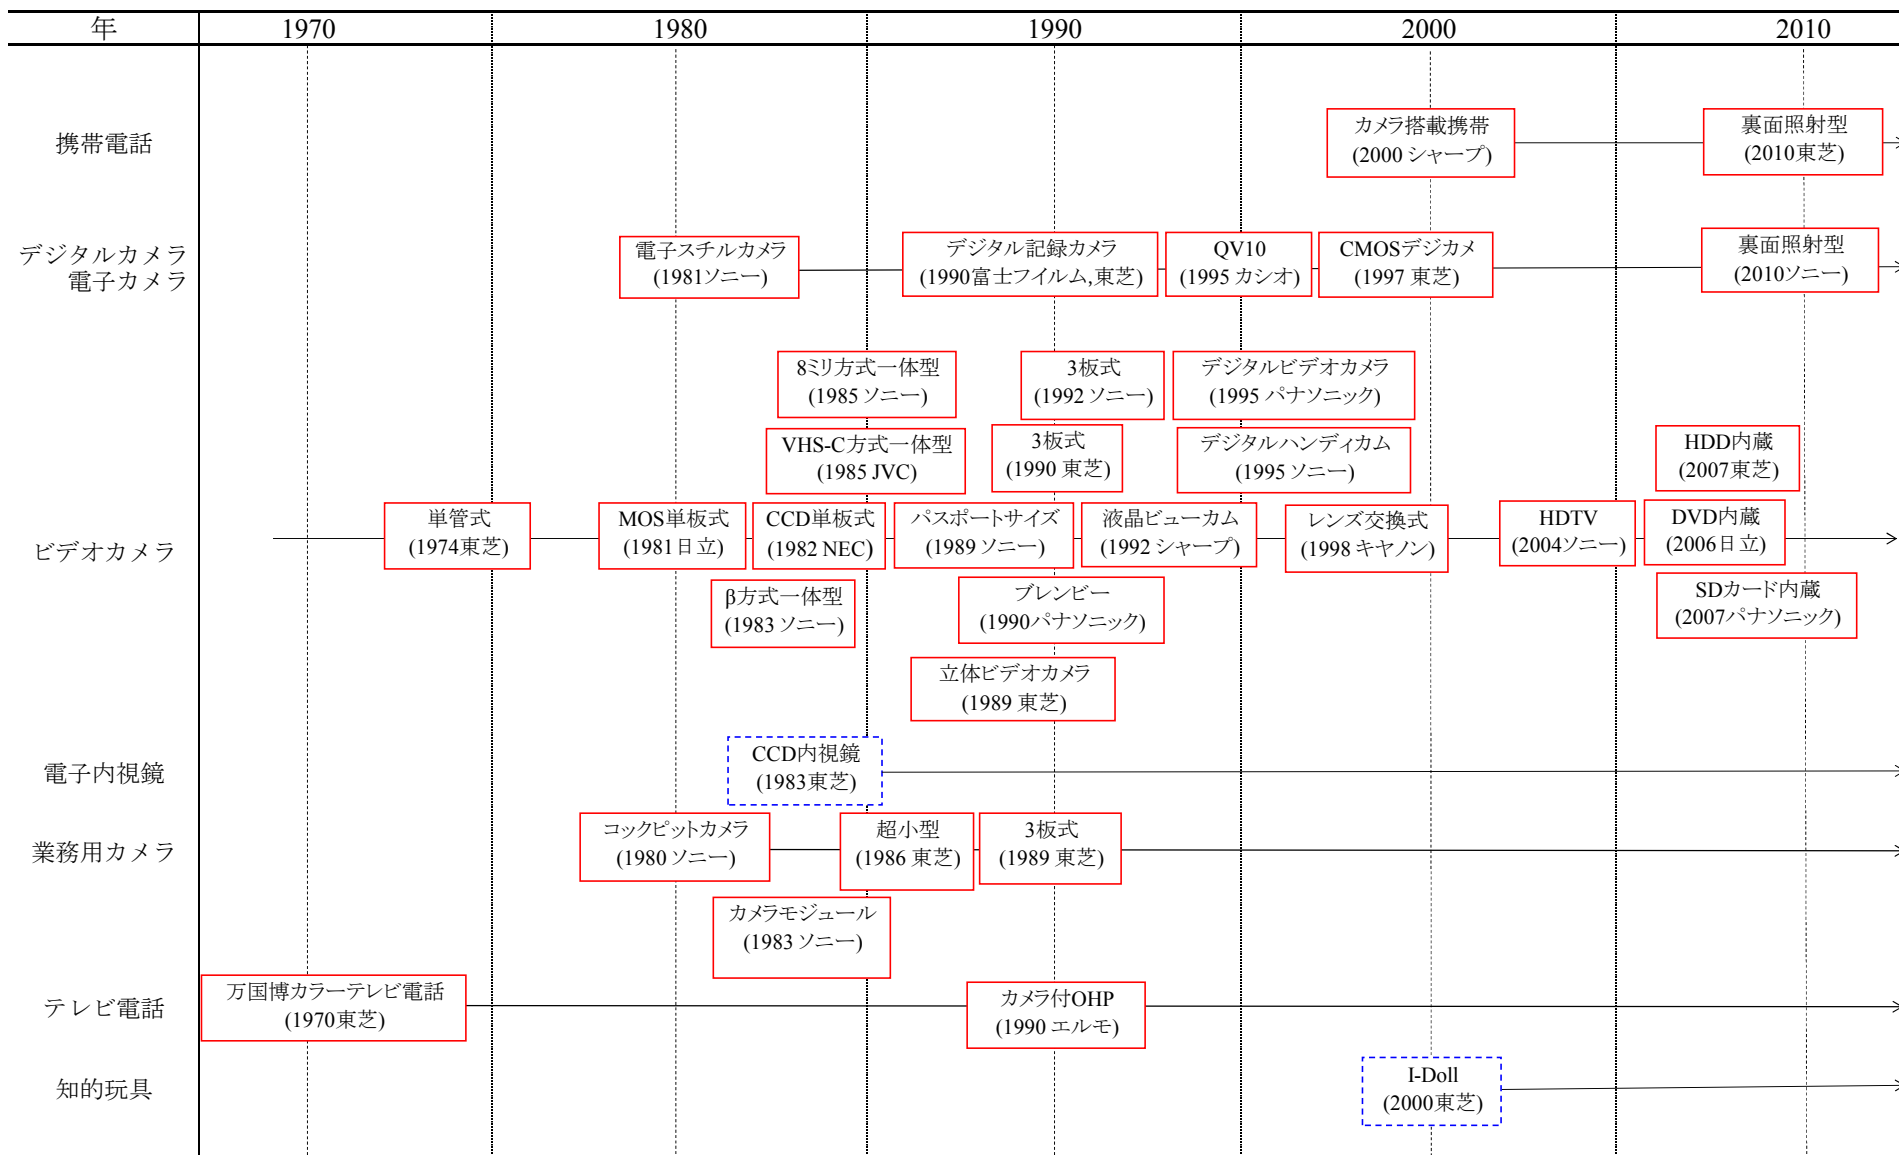 年 1970 1980 1990 2000 2010
携帯電話
カメラ搭載携帯
(2000 シャープ)
裏面照射型
(2010東芝)
デジタルカメラ
電子カメラ
電子スチルカメラ
(1981ソニー)
デジタル記録カメラ
(1990富士フイルム,東芝)
QV10
(1995 カシオ)
CMOSデジカメ
(1997 東芝)
裏面照射型
(2010ソニー)
ビデオカメラ
8ミリ方式一体型
(1985 ソニー)
3板式
(1992 ソニー)
デジタルビデオカメラ
(1995 パナソニック)
VHS-C方式一体型
(1985 JVC)
3板式
(1990 東芝)
デジタルハンディカム
(1995 ソニー)
HDD内蔵
(2007東芝)
単管式
(1974東芝)
MOS単板式
(1981日立)
CCD単板式
(1982 NEC)
パスポートサイズ
(1989 ソニー)
液晶ビューカム
(1992 シャープ)
レンズ交換式
(1998 キヤノン)
HDTV
(2004ソニー)
DVD内蔵
(2006日立)
β方式一体型
(1983 ソニー)
ブレンビー
(1990パナソニック)
SDカード内蔵
(2007パナソニック)
立体ビデオカメラ
(1989 東芝)
電子内視鏡
CCD内視鏡
(1983東芝)
業務用カメラ
コックピットカメラ
(1980 ソニー)
超小型
(1986 東芝)
3板式
(1989 東芝)
カメラモジュール
(1983 ソニー)
テレビ電話
万国博カラーテレビ電話
(1970東芝)
カメラ付OHP
(1990 エルモ)
知的玩具
I-Doll
(2000東芝)